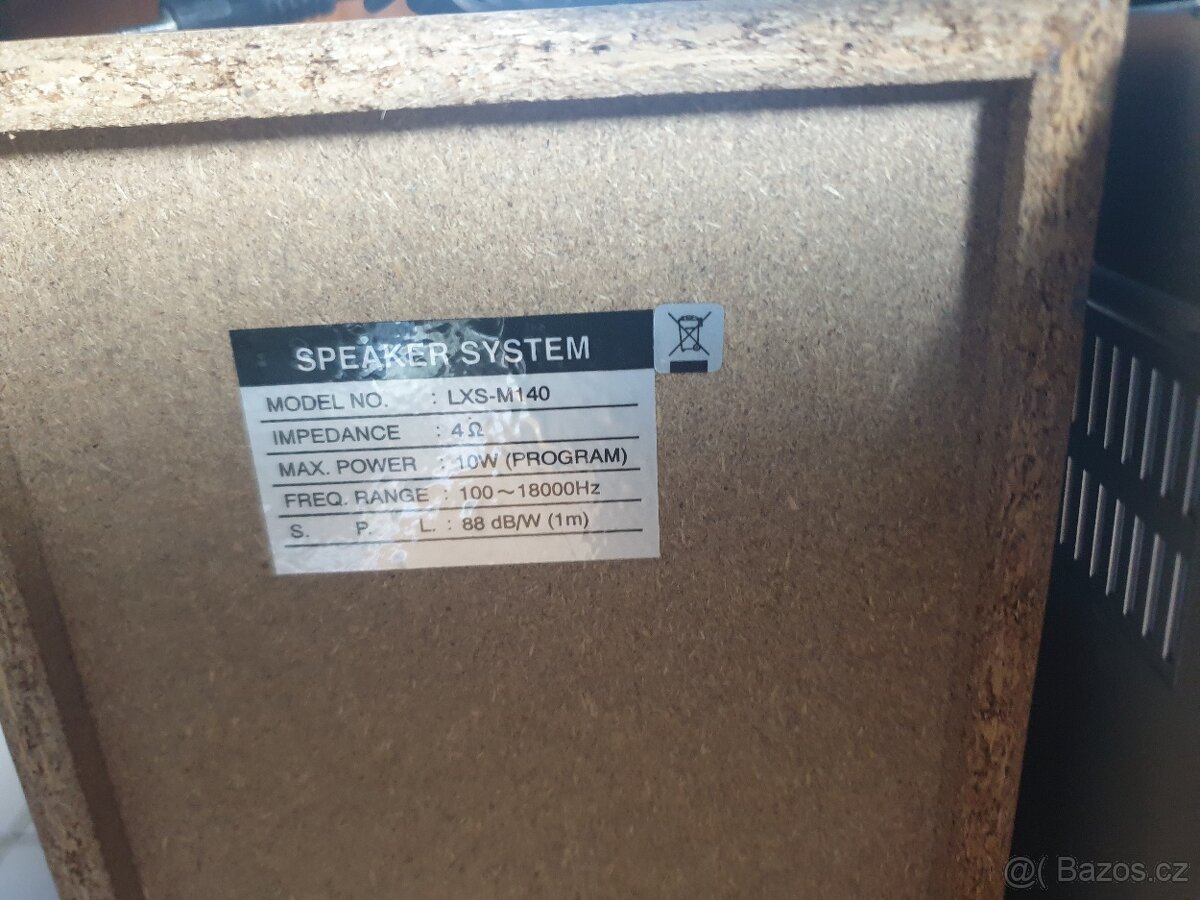 SPEAKER SYSTEM
MODEL NO. : LXS-M140
IMPEDANCE : 4Ω
MAX. POWER : 10W (PROGRAM)
FREQ. RANGE : 100～18000Hz
S. P. L. : 88 dB/W (1m)
@( Bazos.cz